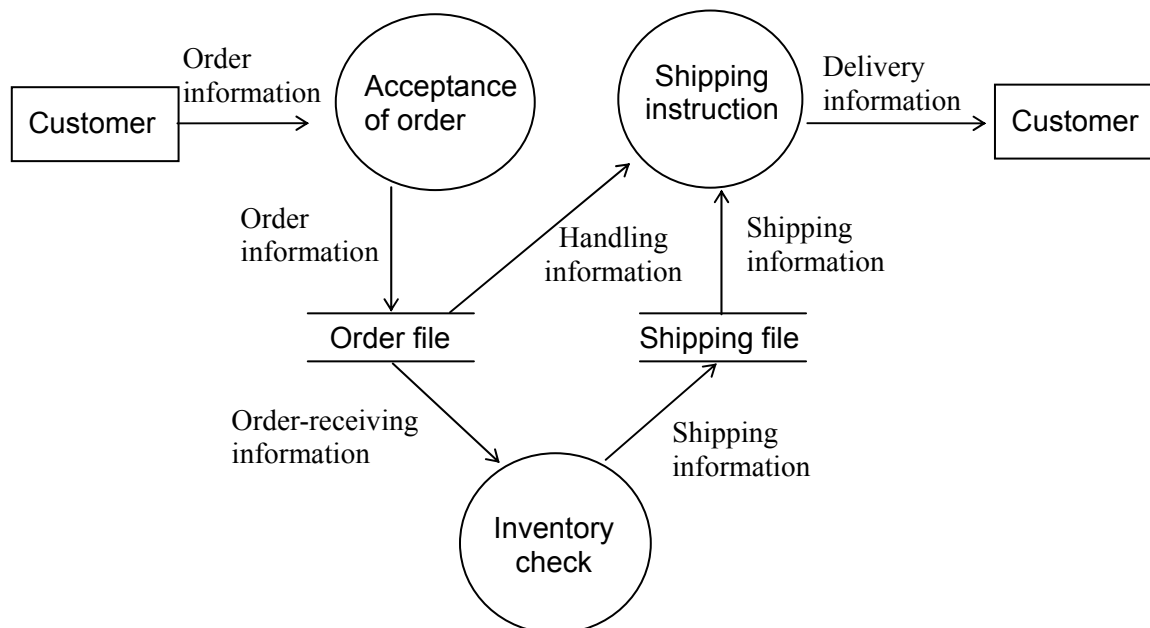 Order
information
Customer
Acceptance
of order
Shipping
instruction
Delivery
information
Customer
Order
information
Handling
information
Shipping
information
Order file
Shipping file
Order-receiving
information
Shipping
information
Inventory
check